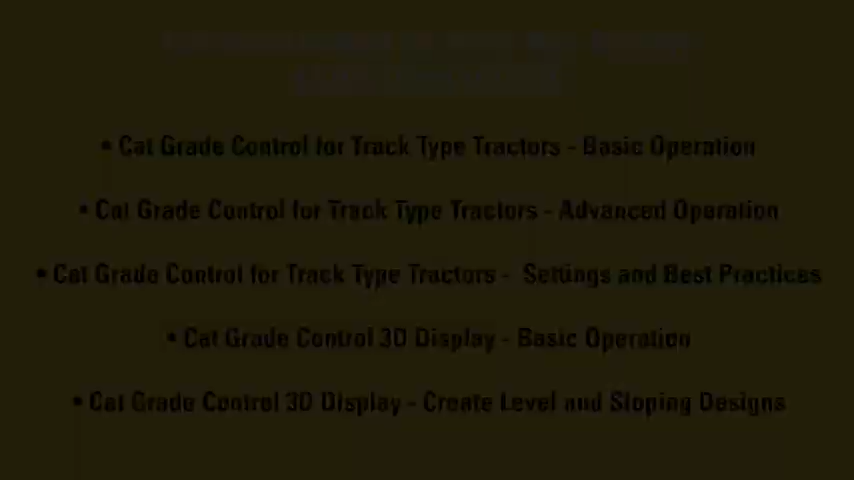 • Cat Grade Control for Track Type Tractors - Basic Operation
• Cat Grade Control for Track Type Tractors - Advanced Operation
• Cat Grade Control for Track Type Tractors -  Settings and Best Practices
• Cat Grade Control 3D Display - Basic Operation
• Cat Grade Control 3D Display - Create Level and Sloping Designs